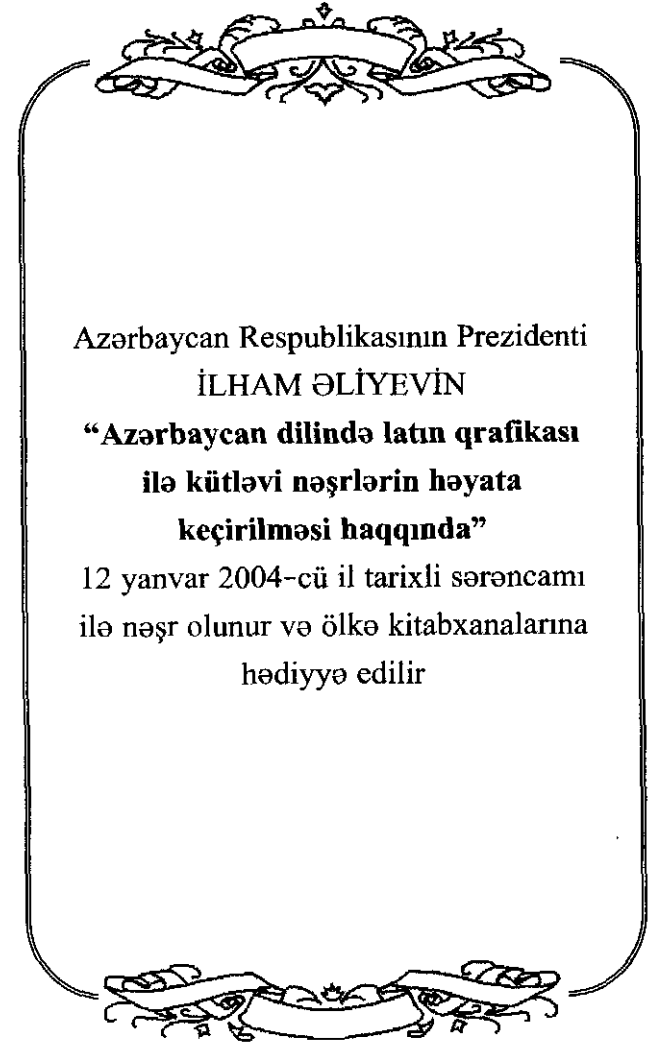 Azərbaycan Respublikasının Prezidenti
İLHAM ƏLİYEVİN
“Azərbaycan dilində latın qrafikası
ilə kütləvi nəşrlərin həyata
keçirilməsi haqqında”
12 yanvar 2004-cü il tarixli sərəncamı
ilə nəşr olunur və ölkə kitabxanalarına
hədiyyə edilir